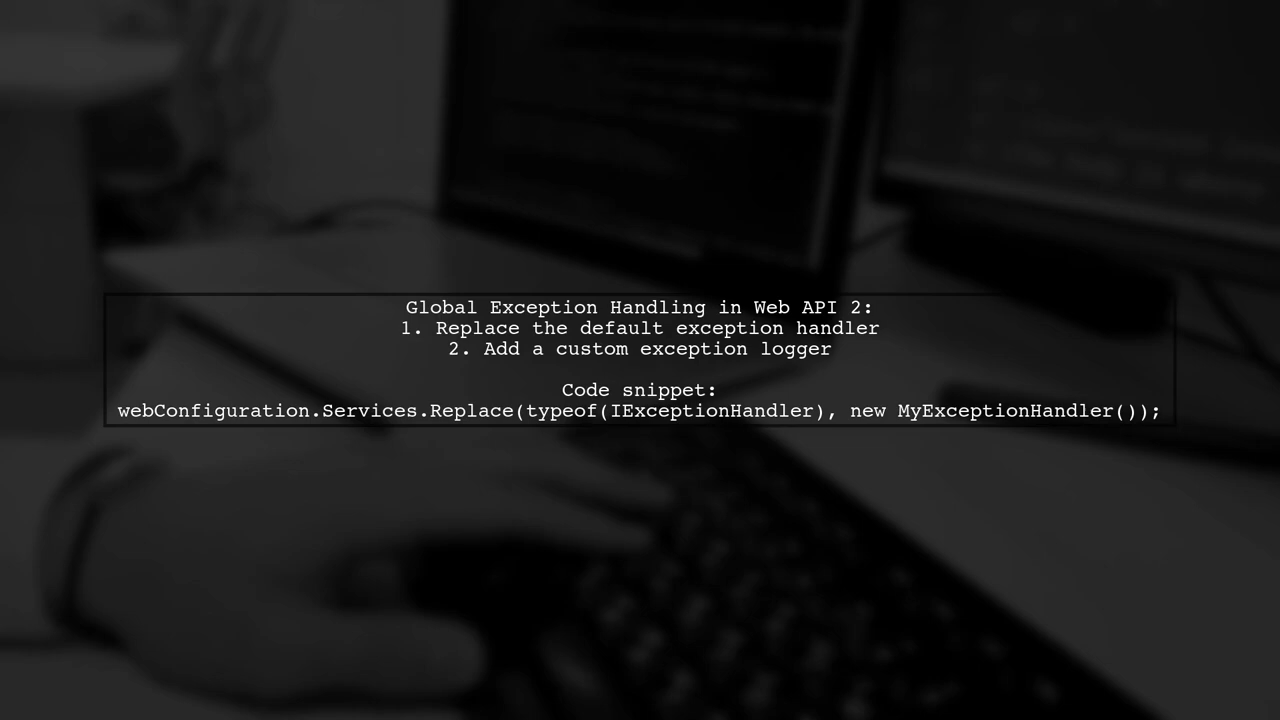 Global Exception Handling in Web API 2:
1. Replace the default exception handler
2. Add a custom exception logger
Code snippet:
webConfiguration.Services.Replace(typeof(IExceptionHandler), new MyExceptionHandler());